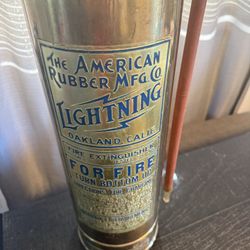 THE AMERICAN
RUBBER MFG. CO.
LIGHTNING
OAKLAND, CALIF.
FIRE EXTINGUISHER
FOR FIRE
TURN BOTTOM UP